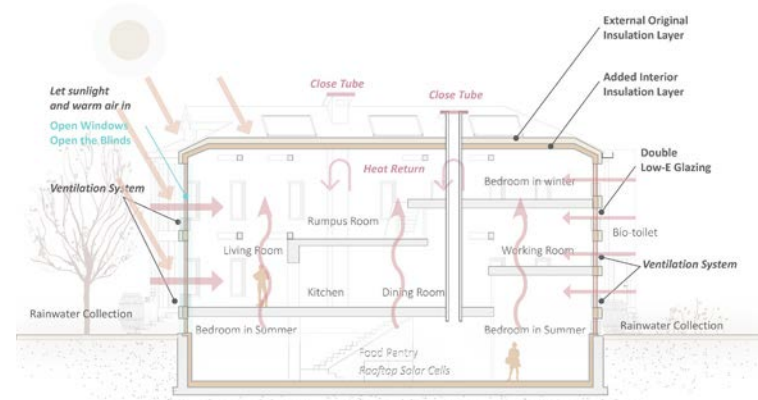 External Original
Insulation Layer
Close Tube
Close Tube
Added Interior
Insulation Layer
Let sunlight
and warm air in
Open Windows
Open the Blinds
Double
Low-E Glazing
Heat Return
Bedroom in winter
Ventilation System
Rumpus Room
Bio-toilet
Living Room
Working Room
Ventilation System
Kitchen
Dining Room
Rainwater Collection
Bedroom in Summer
Bedroom in Summer
Rainwater Collection
Food Pantry
Rooftop Solar Cells